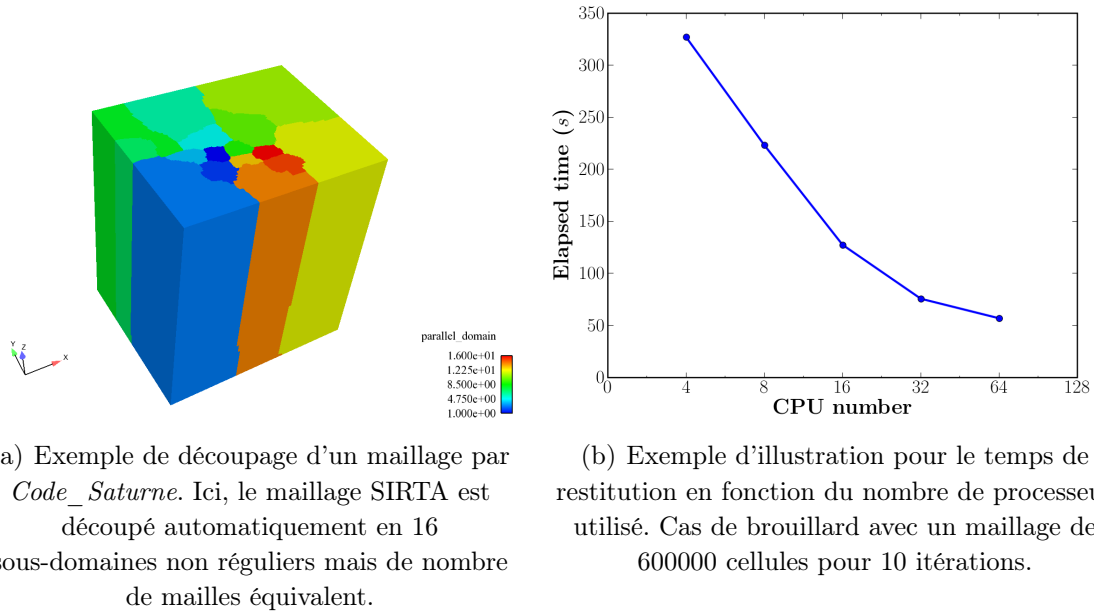 Y
Z
X
parallel_domain
1.600e+01
1.225e+01
8.500e+00
4.750e+00
1.000e+00
a) Exemple de découpage d'un maillage par
Code_Saturne. Ici, le maillage SIRTA est
découpé automatiquement en 16
sous-domaines non réguliers mais de nombre
de mailles équivalent.
350
300
250
200
150
100
50
0
Elapsed time (s)
0 4 8 16 32 64 128
CPU number
(b) Exemple d'illustration pour le temps de
restitution en fonction du nombre de processeu
utilisé. Cas de brouillard avec un maillage de
600000 cellules pour 10 itérations.